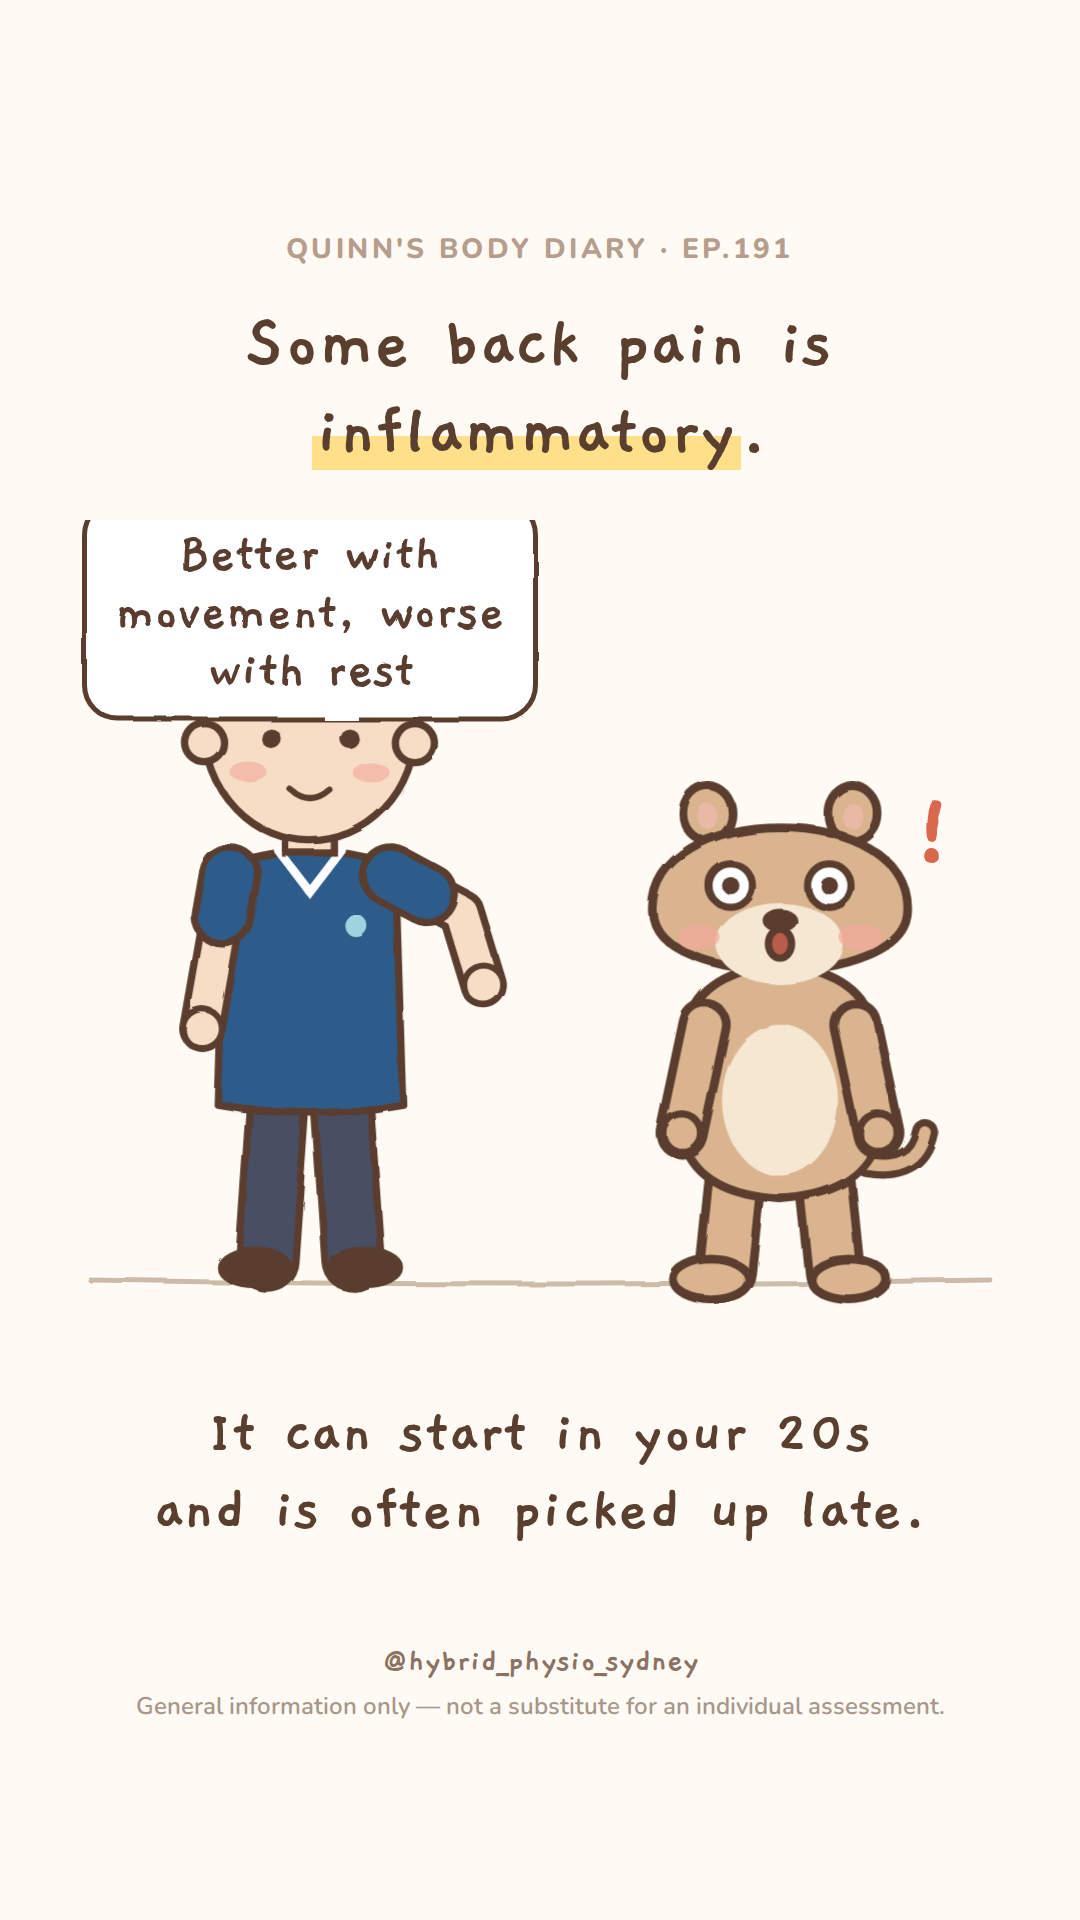 QUINN'S BODY DIARY · EP.191
Some back pain is
inflammatory.
Better with
movement, worse
with rest
!
It can start in your 20s
and is often picked up late.
@hybrid_physio_sydney
General information only — not a substitute for an individual assessment.